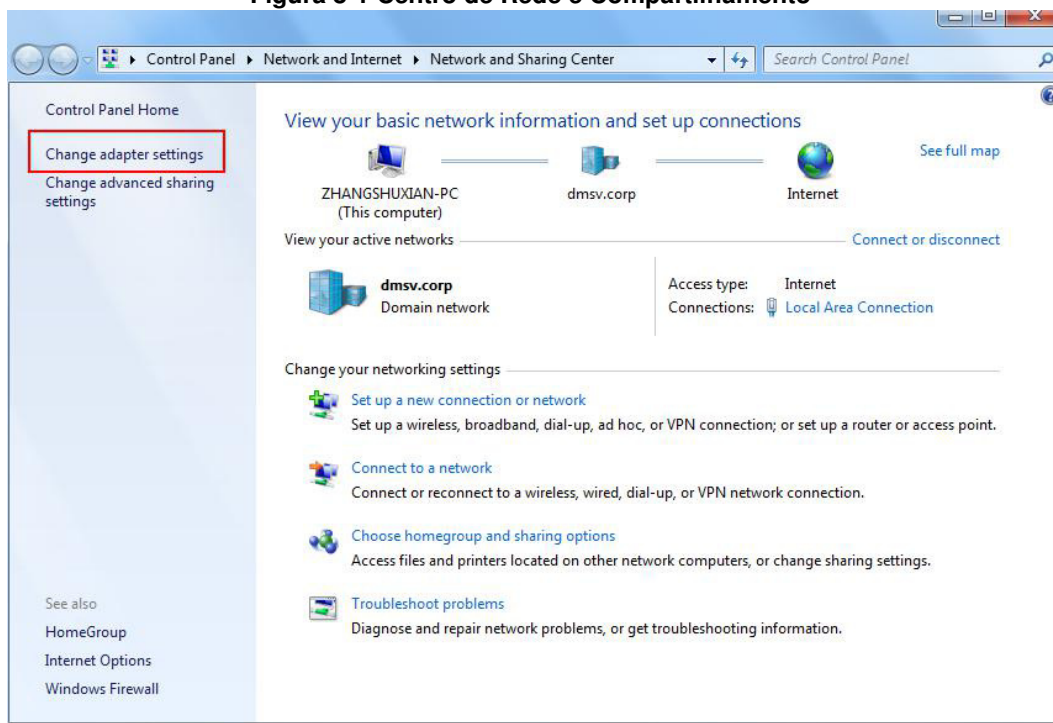 Figura 3-1 Centro de Rede e Compartilhamento
Control Panel ▸ Network and Internet ▸ Network and Sharing Center
Search Control Panel
Control Panel Home
Change adapter settings
Change advanced sharing
settings
See also
HomeGroup
Internet Options
Windows Firewall
View your basic network information and set up connections
See full map
ZHANGSHUXIAN-PC
(This computer)
dmsv.corp
Internet
View your active networks
Connect or disconnect
dmsv.corp
Domain network
Access type: Internet
Connections: Local Area Connection
Change your networking settings
Set up a new connection or network
Set up a wireless, broadband, dial-up, ad hoc, or VPN connection; or set up a router or access point.
Connect to a network
Connect or reconnect to a wireless, wired, dial-up, or VPN network connection.
Choose homegroup and sharing options
Access files and printers located on other network computers, or change sharing settings.
Troubleshoot problems
Diagnose and repair network problems, or get troubleshooting information.